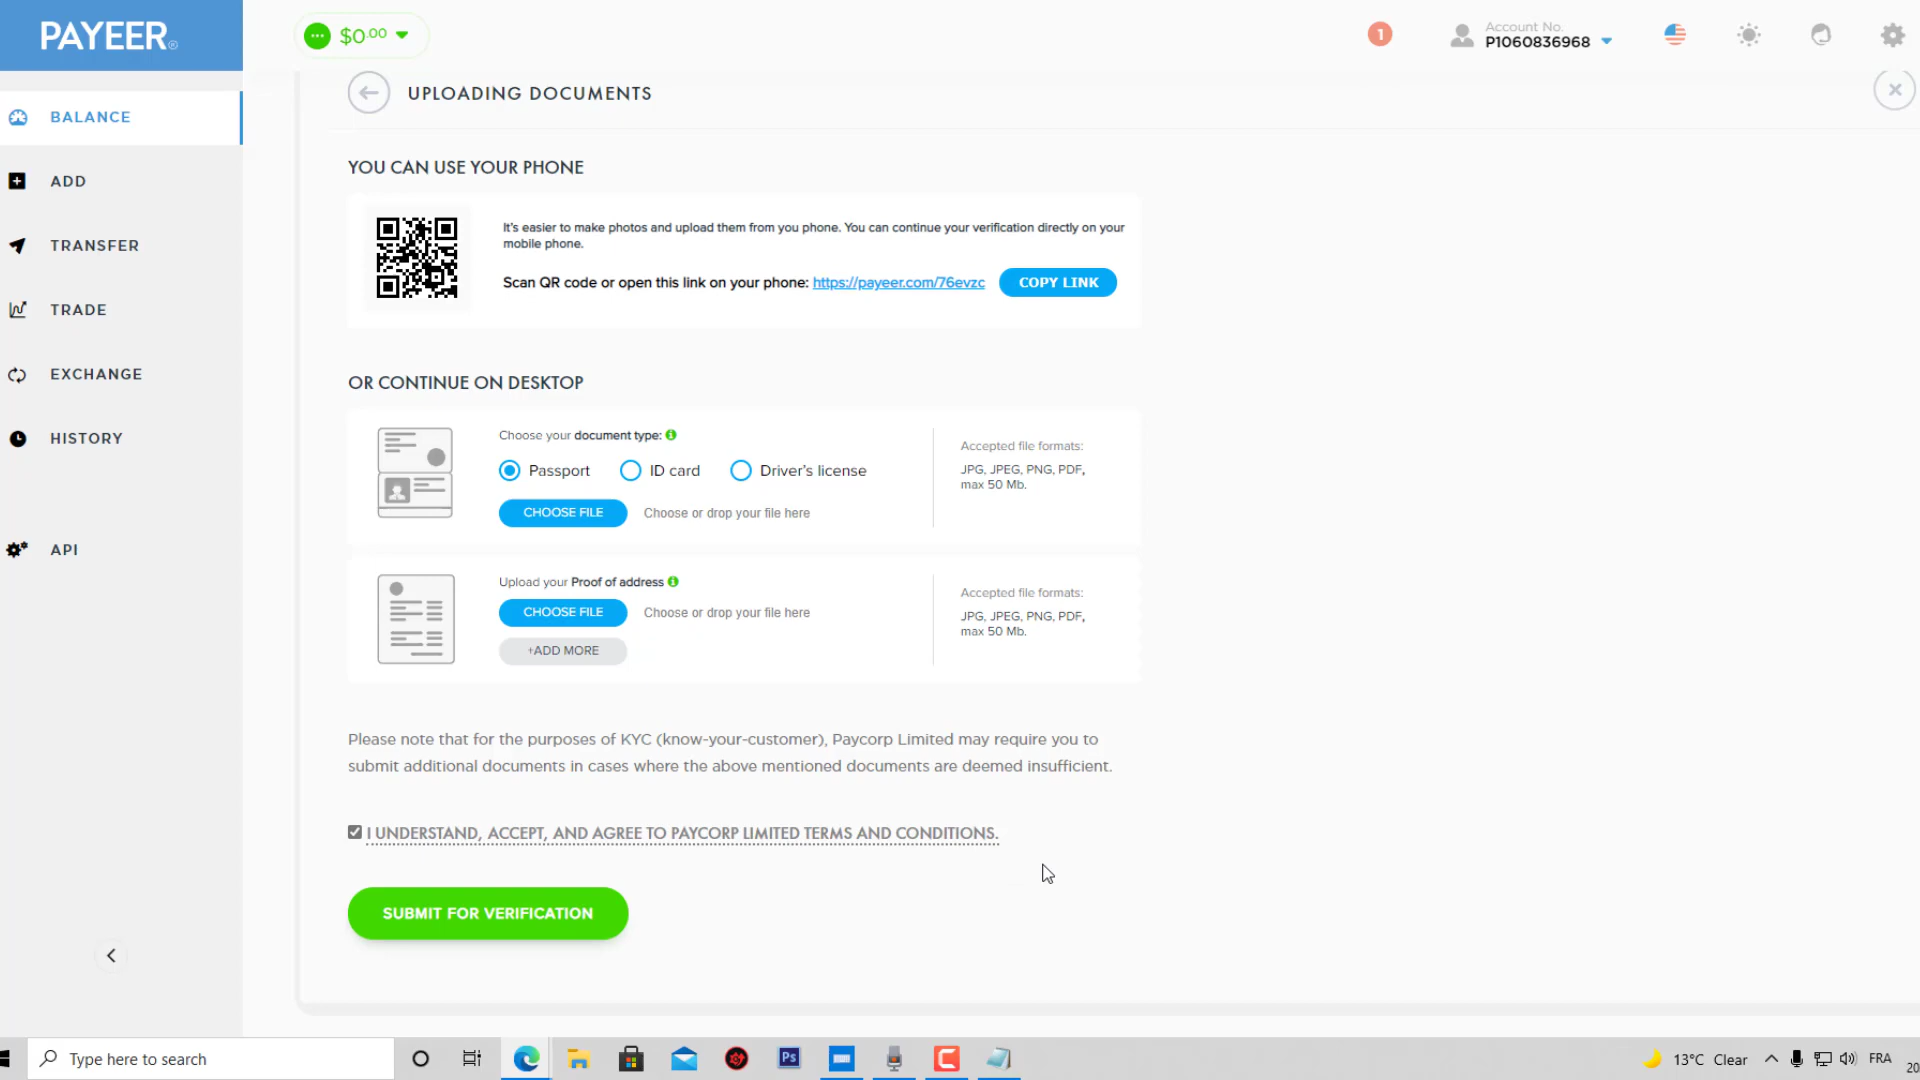 PAYEER®
$0.00
1
Account No.
P1060836968
BALANCE
ADD
TRANSFER
TRADE
EXCHANGE
HISTORY
API
UPLOADING DOCUMENTS
YOU CAN USE YOUR PHONE
It's easier to make photos and upload them from you phone. You can continue your verification directly on your
mobile phone.
Scan QR code or open this link on your phone: https://payeer.com/76evzc
COPY LINK
OR CONTINUE ON DESKTOP
Choose your document type:
Passport
ID card
Driver's license
CHOOSE FILE
Choose or drop your file here
Accepted file formats:
JPG, JPEG, PNG, PDF,
max 50 Mb.
Upload your Proof of address
CHOOSE FILE
Choose or drop your file here
+ADD MORE
Accepted file formats:
JPG, JPEG, PNG, PDF,
max 50 Mb.
Please note that for the purposes of KYC (know-your-customer), Paycorp Limited may require you to
submit additional documents in cases where the above mentioned documents are deemed insufficient.
I UNDERSTAND, ACCEPT, AND AGREE TO PAYCORP LIMITED TERMS AND CONDITIONS.
SUBMIT FOR VERIFICATION
Type here to search
Ps
13°C Clear
FRA
20